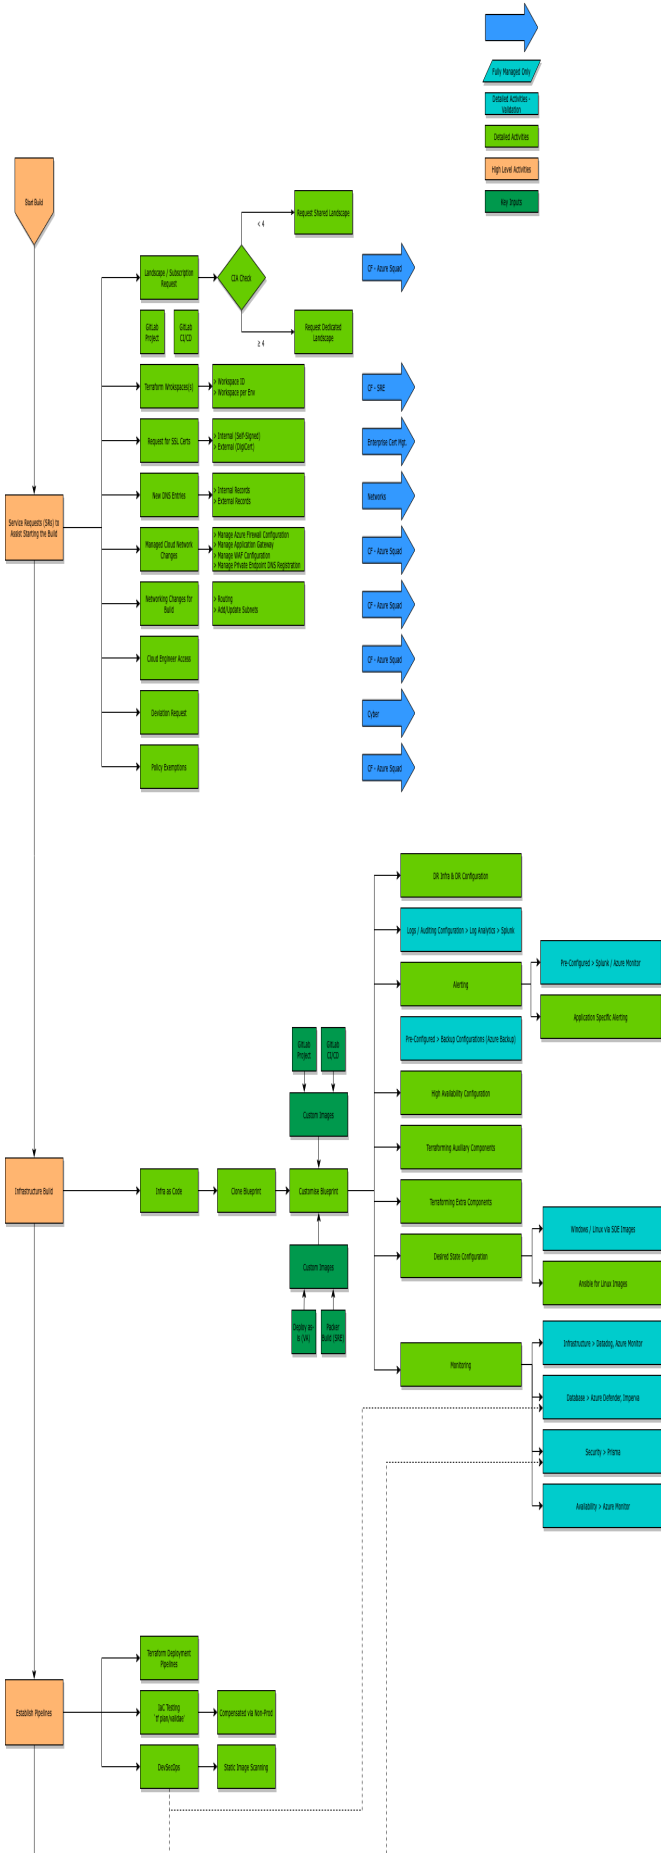 Fully Managed Only
Detailed Activities -
Validation
Detailed Activities
High Level Activities
Key Inputs
Start Build
Request Shared Landscape
< 4
Landscape / Subscription
Request
CIA Check
CF - Azure Squad
GitLab
Project
GitLab
CI/CD
Request Dedicated
Landscape
≥ 4
Terraform Wrokspaces(s)
> Workspace ID
> Workspace per Env
CF - SRE
Request for SSL Certs
> Internal (Self-Signed)
> External (DigiCert)
Enterprise Cert Mgt.
New DNS Entries
> Internal Records
> External Records
Networks
Service Requests (SRs) to
Assist Starting the Build
Managed Cloud Network
Changes
> Manage Azure Firewall Configuration
> Manage Application Gateway
> Manage WAF Configuration
> Manage Private Endpoint DNS Registration
CF - Azure Squad
Networking Changes for
Build
> Routing
> Add/Update Subnets
CF - Azure Squad
Cloud Engineer Access
CF - Azure Squad
Deviation Request
Cyber
Policy Exemptions
CF - Azure Squad
DR Infra & DR Configuration
Logs / Auditing Configuration > Log Analytics > Splunk
Alerting
Pre-Configured > Splunk / Azure Monitor
Application Specific Alerting
Pre-Configured > Backup Configurations (Azure Backup)
GitLab
Project
GitLab
CI/CD
High Availability Configuration
Custom Images
Terraforming Auxiliary Components
Infrastructure Build
Infra as Code
Clone Blueprint
Customise Blueprint
Terraforming Extra Components
Desired State Configuration
Windows / Linux via SOE Images
Ansible for Linux Images
Custom Images
Deploy as-
is (VA)
Packer
Build (SRE)
Monitoring
Infrastructure > Datadog, Azure Monitor
Database > Azure Defender, Imperva
Security > Prisma
Availability > Azure Monitor
Terraform Deployment
Pipelines
Establish Pipelines
IaC Testing
'tf plan/validae'
Compensated via Non-Prod
DevSecOps
Static Image Scanning